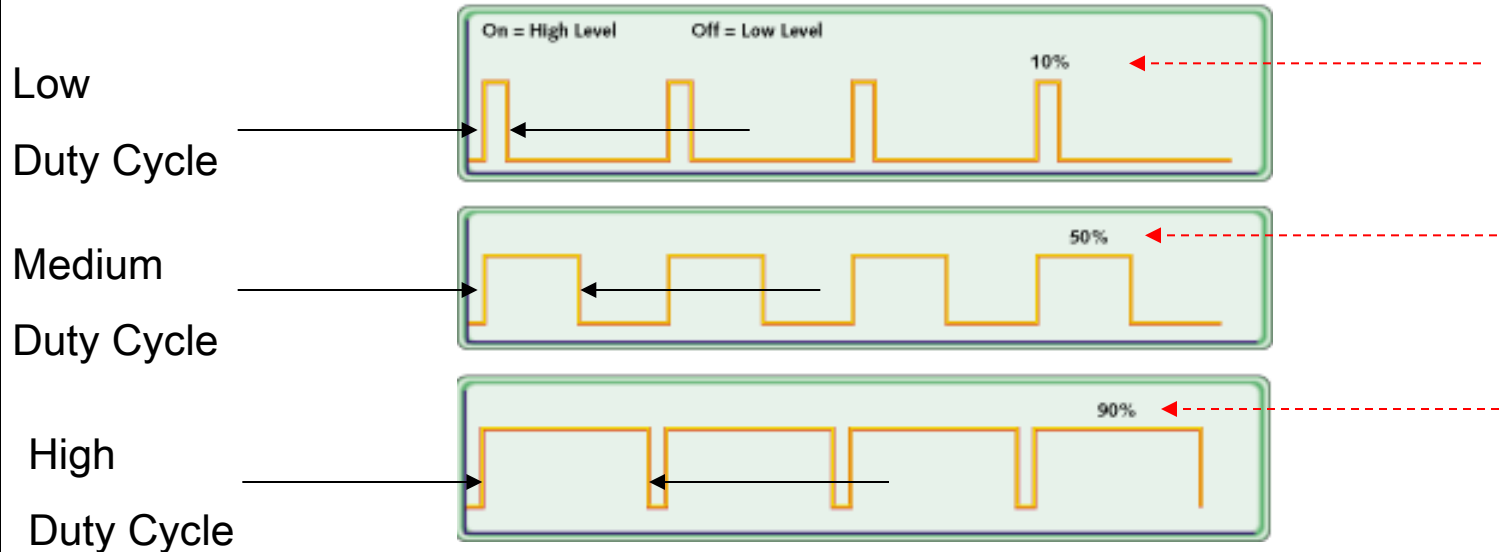 On = High Level Off = Low Level
10%
Low
Duty Cycle
50%
Medium
Duty Cycle
90%
High
Duty Cycle